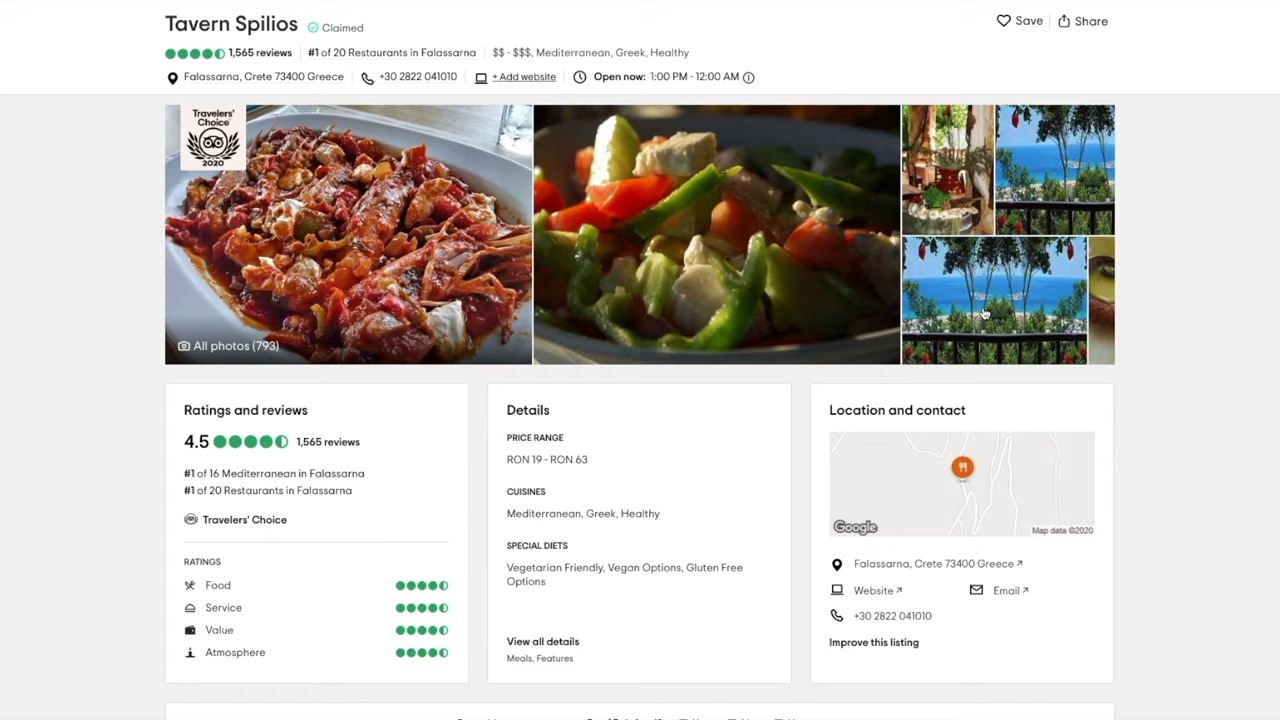 Tavern Spilios
Claimed
Save
Share
1,565 reviews
#1 of 20 Restaurants in Falassarna
$$ - $$$, Mediterranean, Greek, Healthy
Falassarna, Crete 73400 Greece
+30 2822 041010
+ Add website
Open now: 1:00 PM - 12:00 AM
Travelers'
Choice
2020
All photos (793)
Ratings and reviews
4.5
1,565 reviews
#1 of 16 Mediterranean in Falassarna
#1 of 20 Restaurants in Falassarna
Travelers' Choice
RATINGS
Food
Service
Value
Atmosphere
Details
PRICE RANGE
RON 19 - RON 63
CUISINES
Mediterranean, Greek, Healthy
SPECIAL DIETS
Vegetarian Friendly, Vegan Options, Gluten Free
Options
View all details
Meals, Features
Location and contact
Google
Map data ©2020
Falassarna, Crete 73400 Greece
Website
Email
+30 2822 041010
Improve this listing